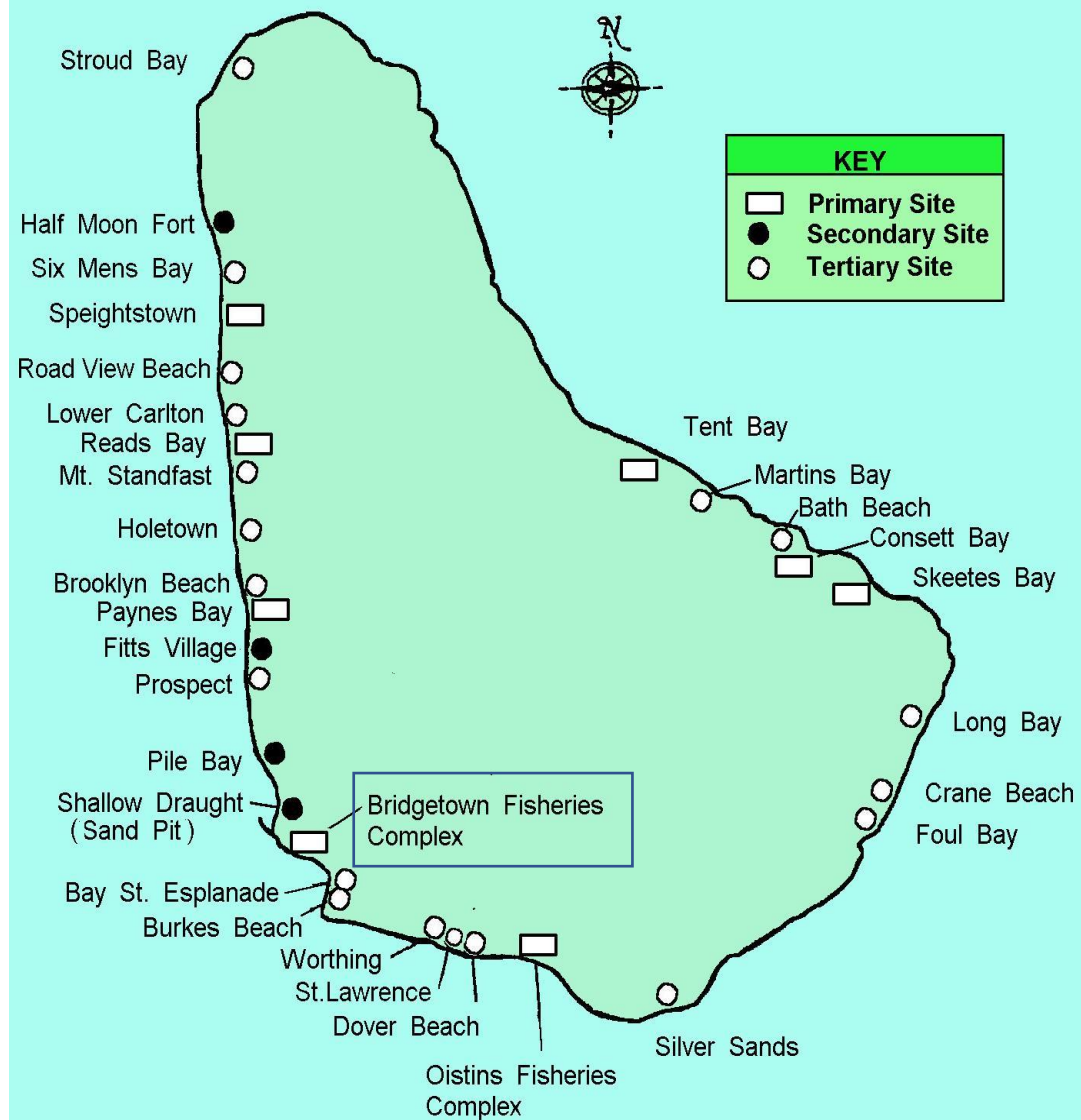 N
Stroud Bay
KEY
Primary Site
Secondary Site
Tertiary Site
Half Moon Fort
Six Mens Bay
Speightstown
Road View Beach
Lower Carlton
Reads Bay
Mt. Standfast
Holetown
Brooklyn Beach
Paynes Bay
Fitts Village
Prospect
Pile Bay
Shallow Draught
(Sand Pit)
Bridgetown Fisheries
Complex
Bay St. Esplanade
Burkes Beach
Worthing
St.Lawrence
Dover Beach
Oistins Fisheries
Complex
Silver Sands
Tent Bay
Martins Bay
Bath Beach
Consett Bay
Skeetes Bay
Long Bay
Crane Beach
Foul Bay